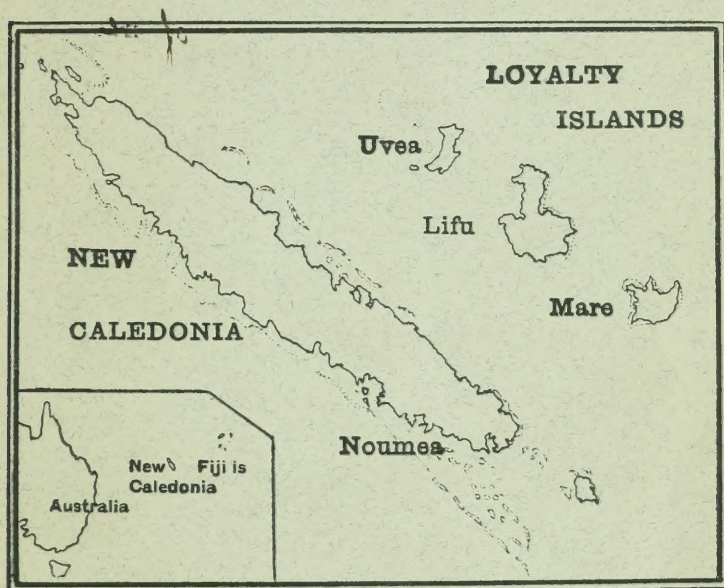 LOYALTY
ISLANDS
Uvea
Lifu
NEW
Mare
CALEDONIA
Noumea
New Fiji is
Caledonia
Australia